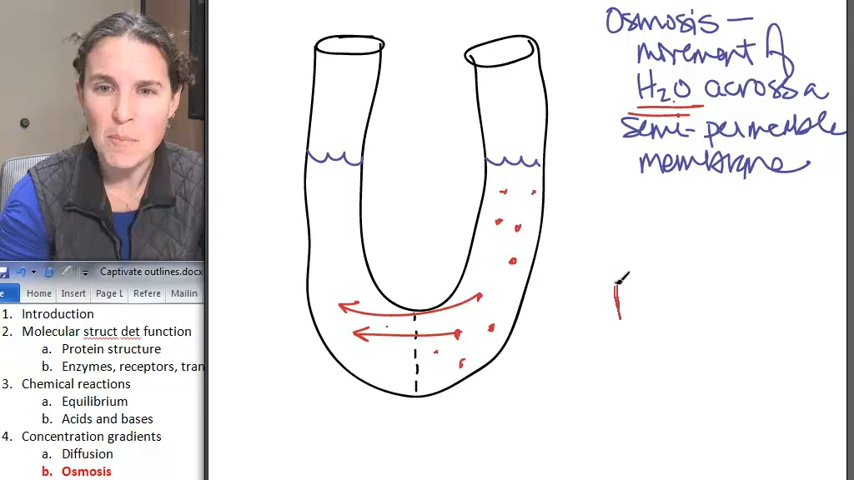 Osmosis –
movement of
H2O across a
semi-permeable
membrane
Captivate outlines.docx
Home Insert Page L Refere Mailin
1. Introduction
2. Molecular struct det function
a. Protein structure
b. Enzymes, receptors, tran
3. Chemical reactions
a. Equilibrium
b. Acids and bases
4. Concentration gradients
a. Diffusion
b. Osmosis